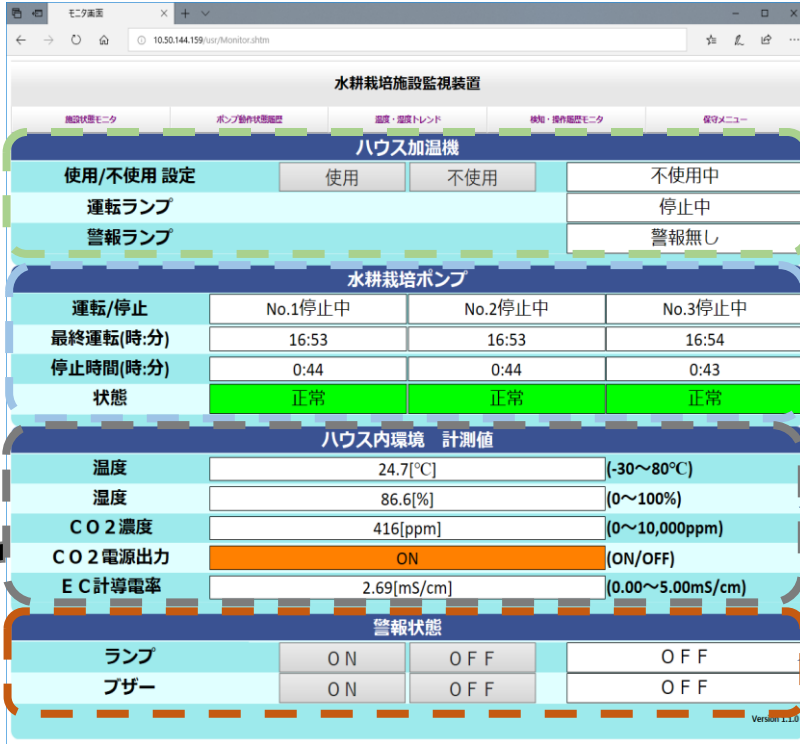 モニタ画面
10.50.144.159/usr/Monitor.shtm
水耕栽培施設監視装置
施設状態モニタ ポンプ動作状態履歴 温度・湿度トレンド 検知・操作履歴モニタ 保守メニュー
ハウス加温機
使用/不使用 設定 使用 不使用 不使用中
運転ランプ 停止中
警報ランプ 警報無し
水耕栽培ポンプ
運転/停止 No.1停止中 No.2停止中 No.3停止中
最終運転(時:分) 16:53 16:53 16:54
停止時間(時:分) 0:44 0:44 0:43
状態 正常 正常 正常
ハウス内環境 計測値
温度 24.7[℃] (-30～80℃)
湿度 86.6[%] (0～100%)
ＣＯ２濃度 416[ppm] (0～10,000ppm)
ＣＯ２電源出力 ON (ON/OFF)
ＥＣ計導電率 2.69[mS/cm] (0.00～5.00mS/cm)
警報状態
ランプ ＯＮ ＯＦＦ ＯＦＦ
ブザー ＯＮ ＯＦＦ ＯＦＦ
Version 1.1.0